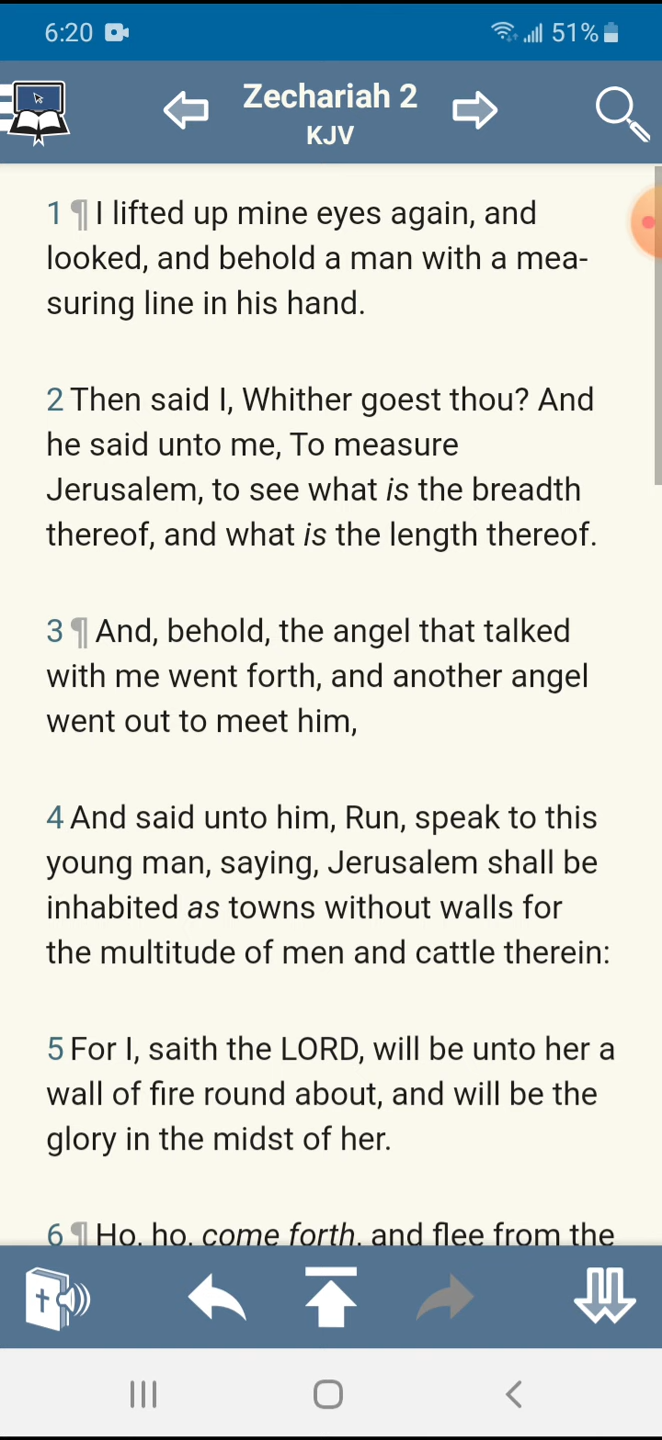 6:20
51%
Zechariah 2
KJV
1 ¶ I lifted up mine eyes again, and
looked, and behold a man with a mea-
suring line in his hand.
2 Then said I, Whither goest thou? And
he said unto me, To measure
Jerusalem, to see what is the breadth
thereof, and what is the length thereof.
3 ¶ And, behold, the angel that talked
with me went forth, and another angel
went out to meet him,
4 And said unto him, Run, speak to this
young man, saying, Jerusalem shall be
inhabited as towns without walls for
the multitude of men and cattle therein:
5 For I, saith the LORD, will be unto her a
wall of fire round about, and will be the
glory in the midst of her.
6 ¶ Ho, ho, come forth, and flee from the